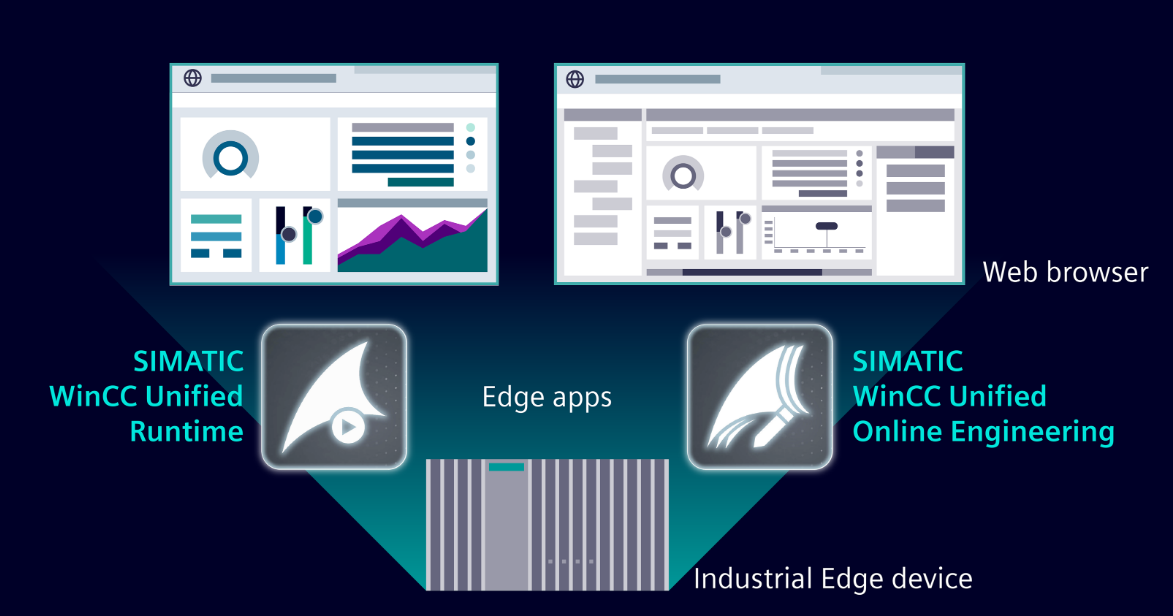 Web browser
SIMATIC
WinCC Unified
Runtime
Edge apps
SIMATIC
WinCC Unified
Online Engineering
Industrial Edge device